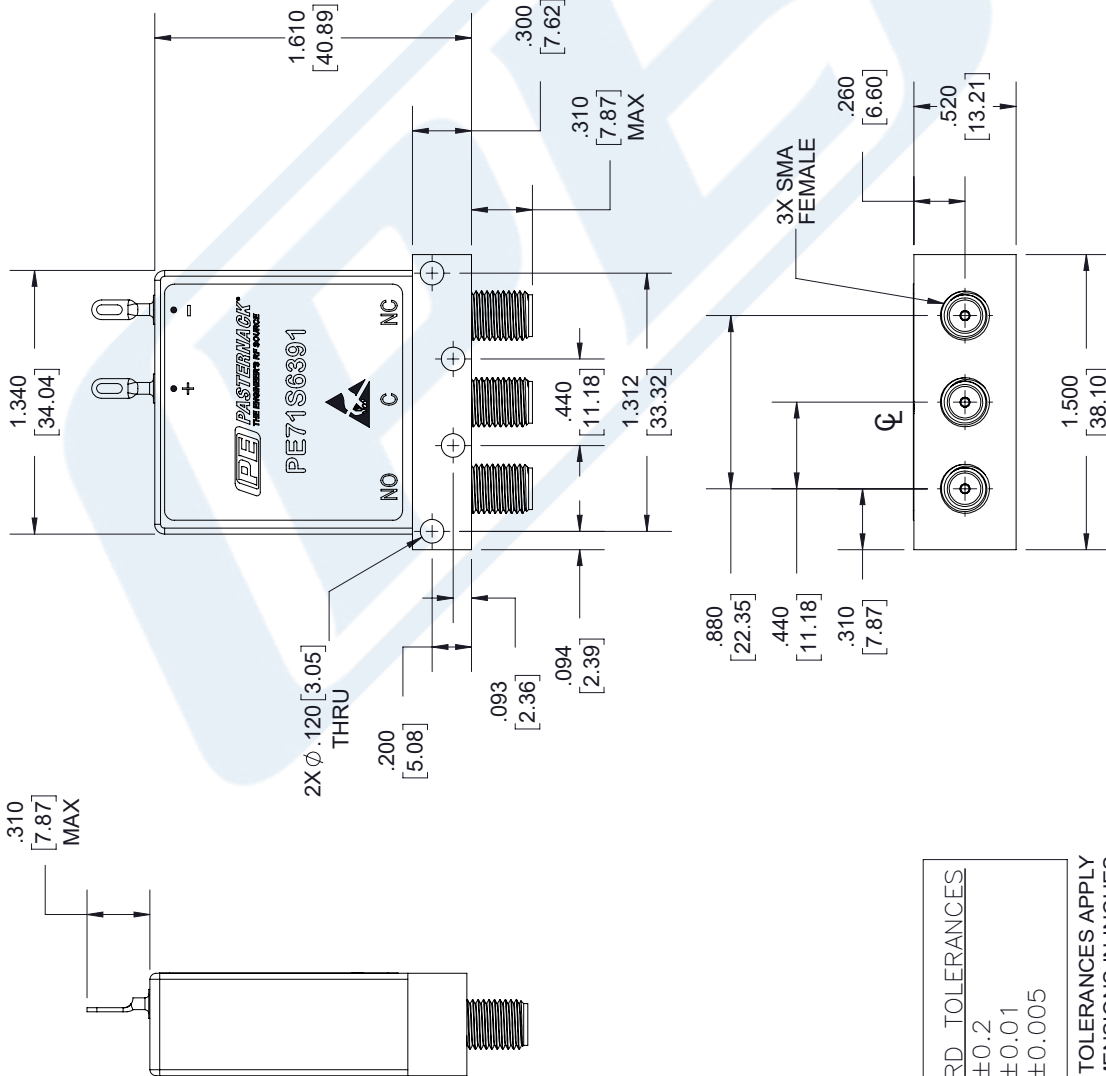 1.340
[34.04]
1.610
[40.89]
.300
[7.62]
.310
[7.87]
MAX
+
-
PE PASTERNACK®
THE ENGINEER'S RF SOURCE
PE71S6391
NO
C
NC
.440
[11.18]
1.312
[33.32]
2X ⌀ .120 [3.05]
THRU
.200
[5.08]
.093
[2.36]
.094
[2.39]
.310
[7.87]
MAX
3X SMA
FEMALE
.260
[6.60]
.520
[13.21]
℄
.880
[22.35]
.440
[11.18]
.310
[7.87]
1.500
[38.10]
RD TOLERANCES
±0.2
±0.01
±0.005
TOLERANCES APPLY